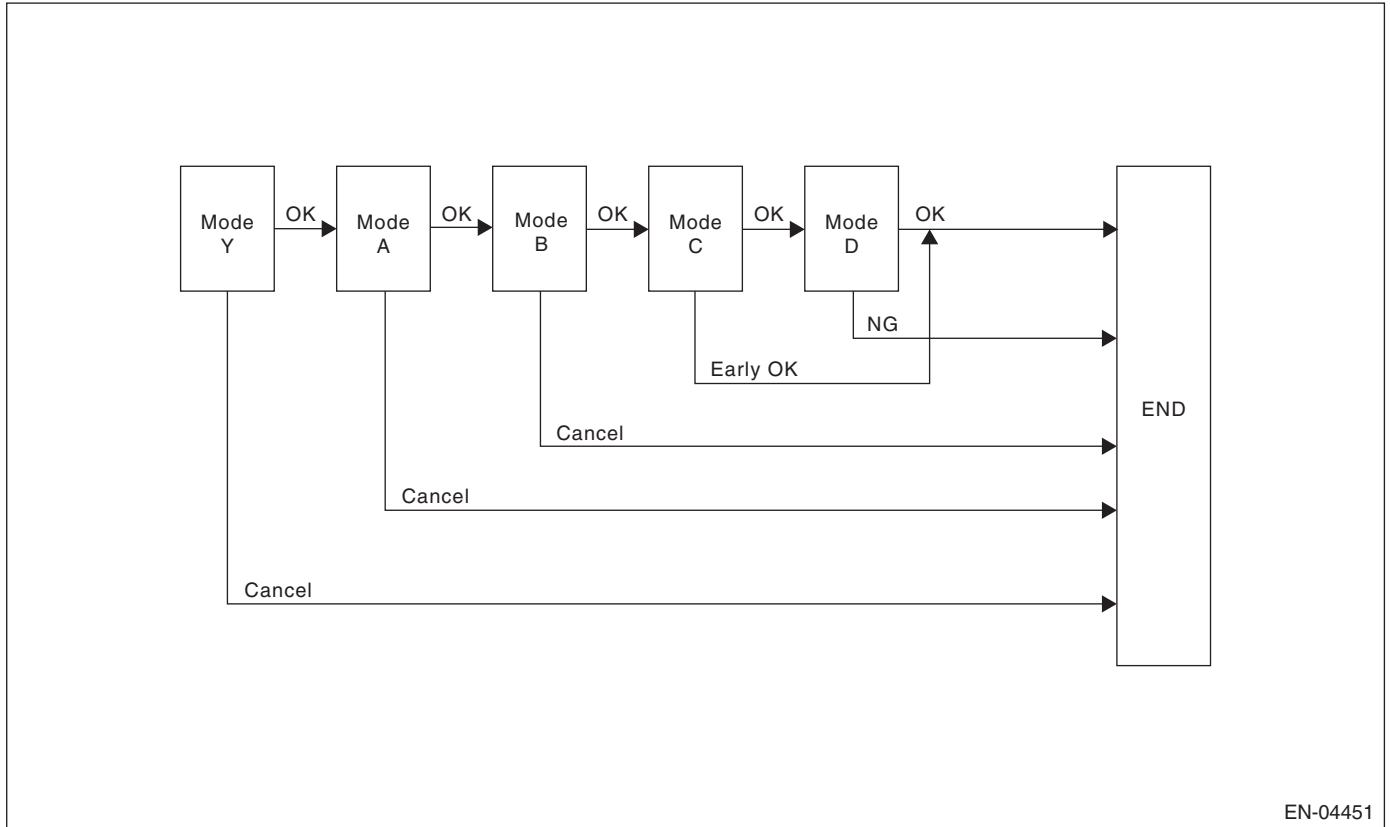 Mode
Y
OK
Mode
A
OK
Mode
B
OK
Mode
C
OK
Mode
D
OK
NG
Early OK
Cancel
Cancel
Cancel
END
EN-04451